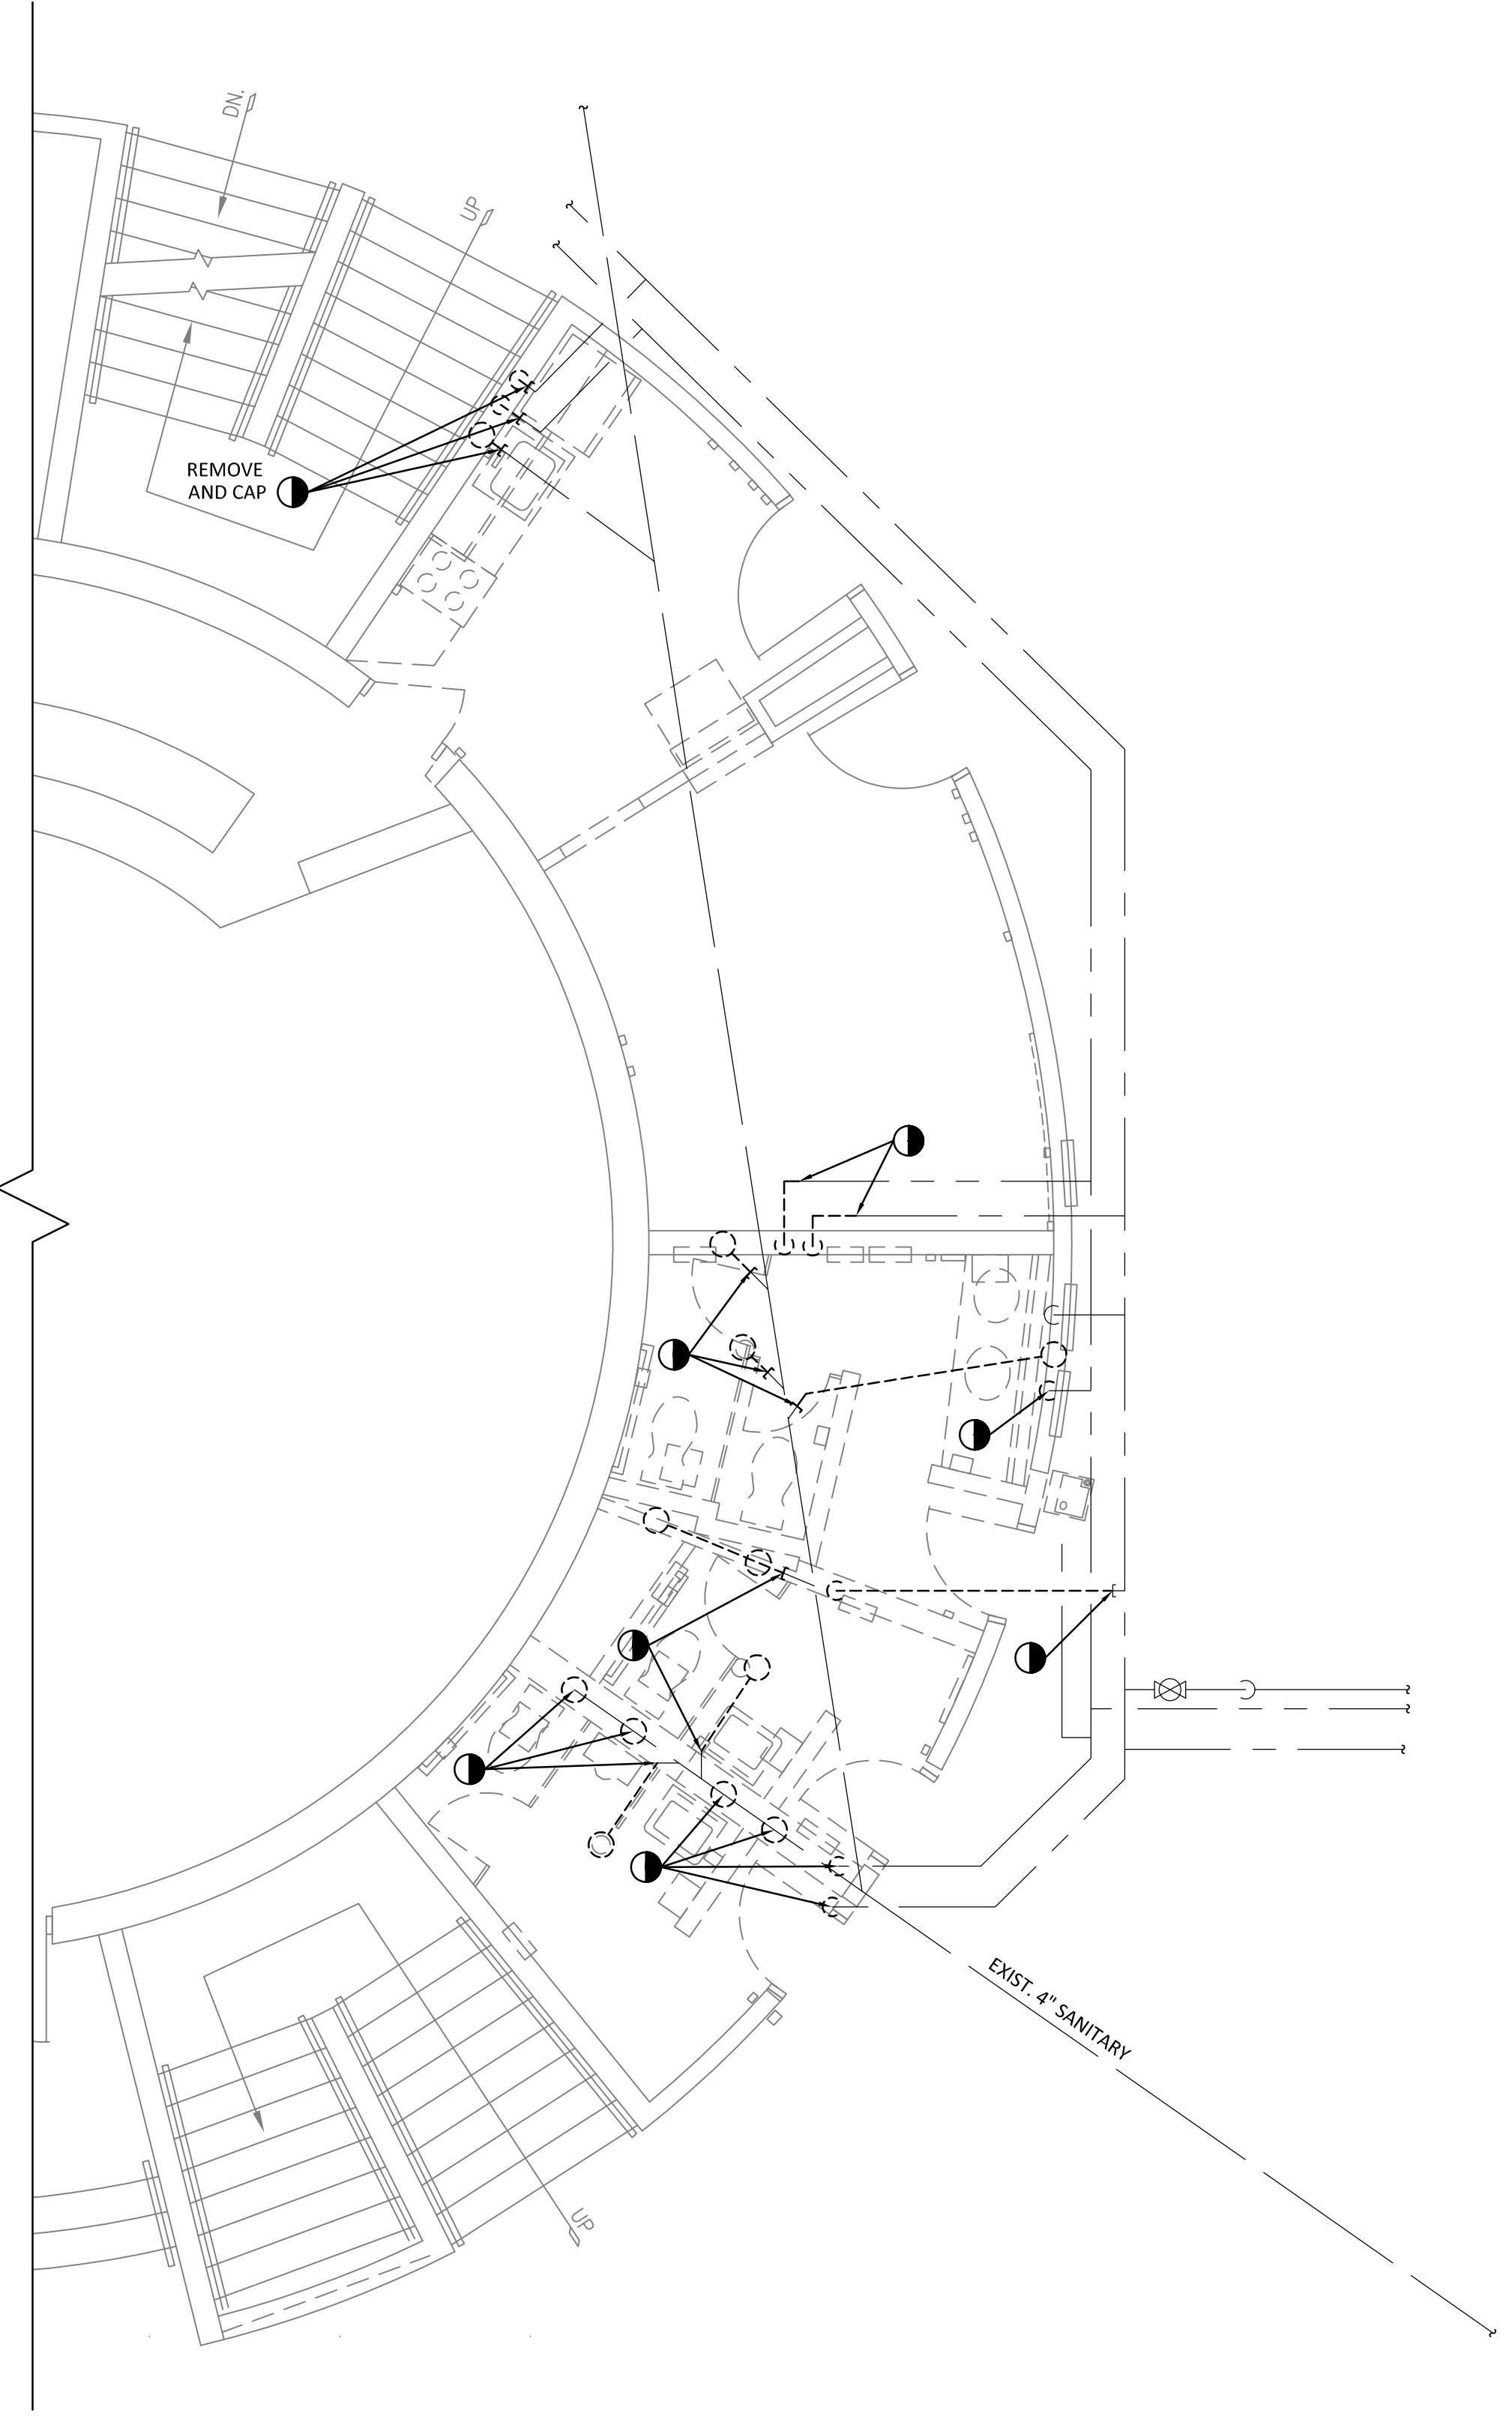 DN.
UP
REMOVE
AND CAP
EXIST. 4" SANITARY
UP